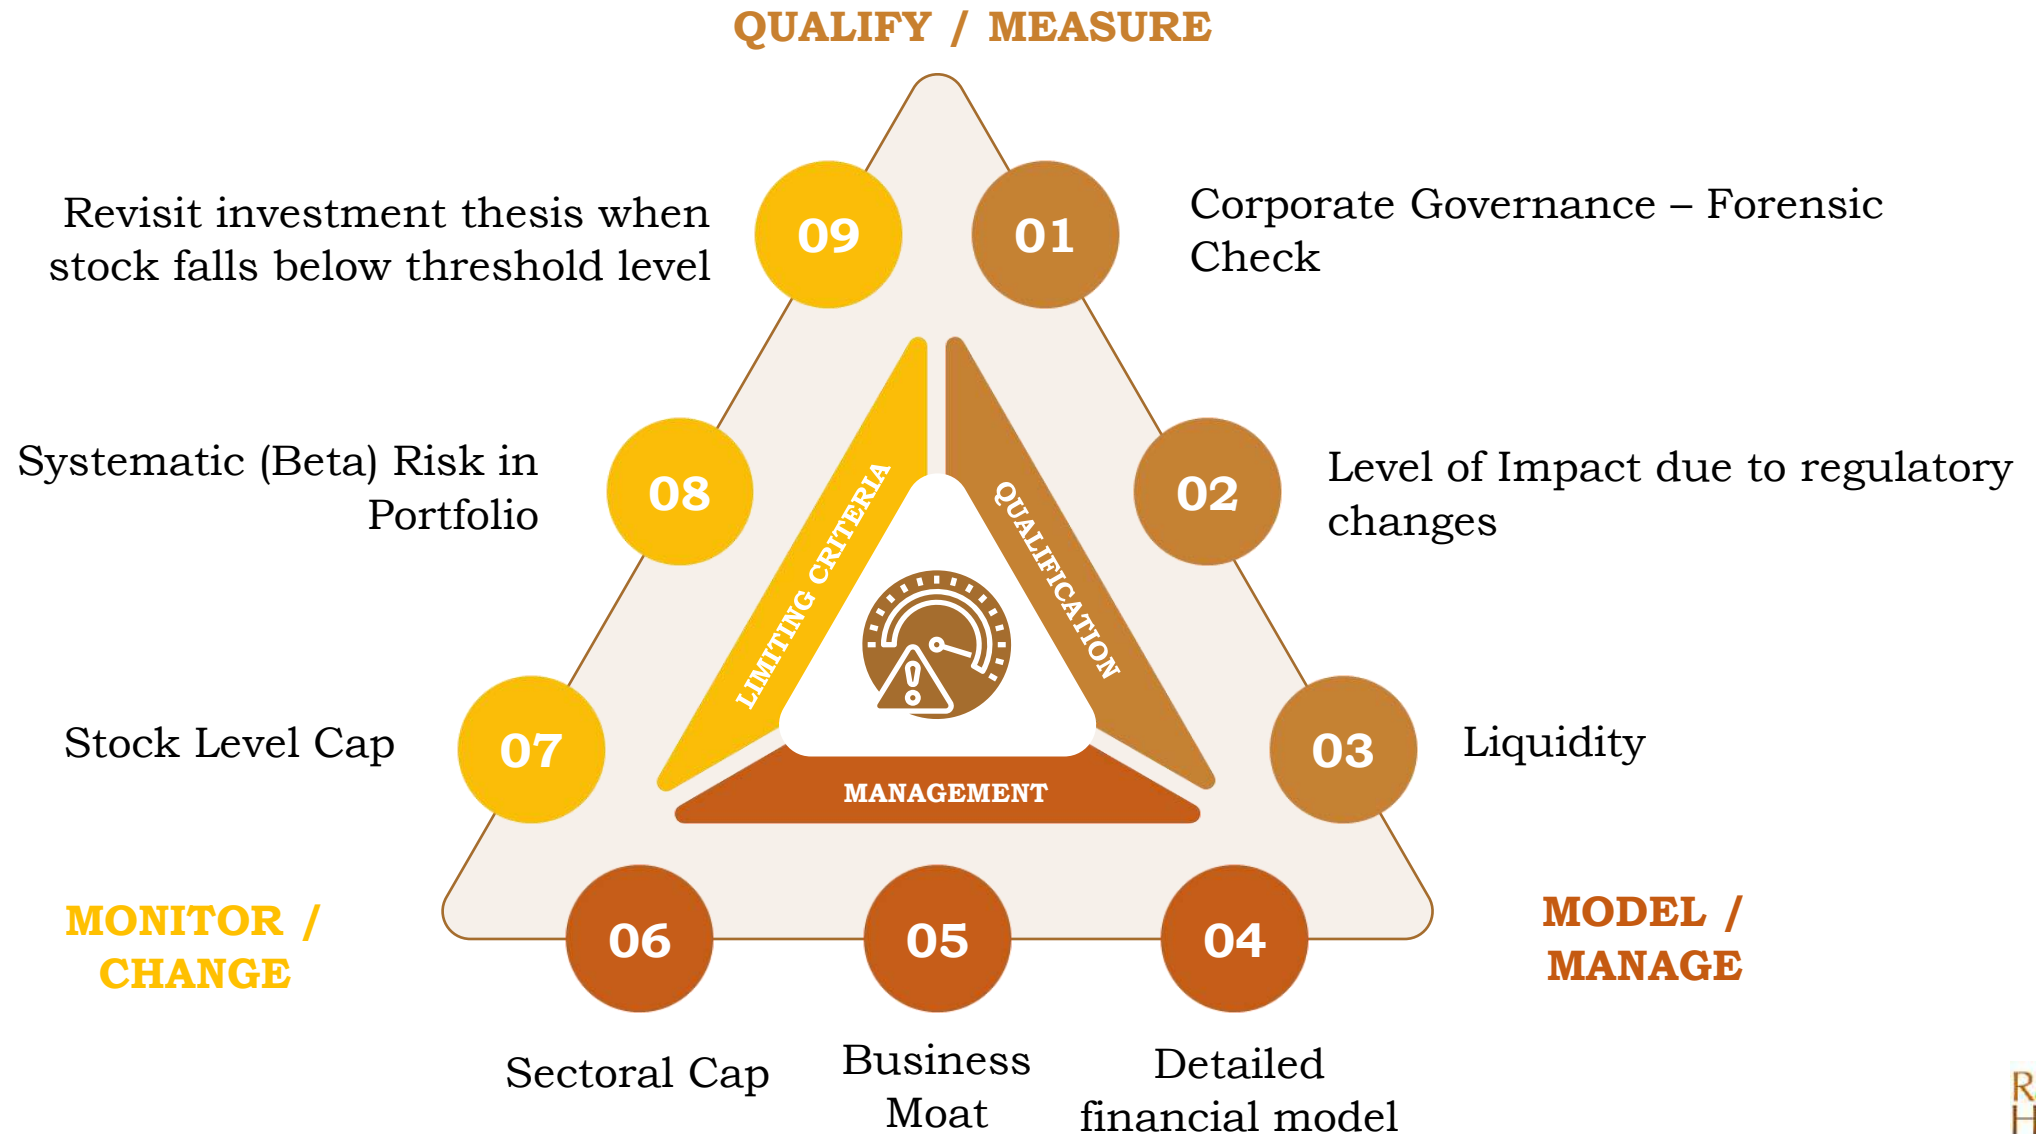 QUALIFY / MEASURE
09
01
Revisit investment thesis when
stock falls below threshold level
Corporate Governance – Forensic
Check
08
02
Systematic (Beta) Risk in
Portfolio
Level of Impact due to regulatory
changes
LIMITING CRITERIA
QUALIFICATION
07
03
Stock Level Cap
Liquidity
MANAGEMENT
MONITOR /
CHANGE
MODEL /
MANAGE
06
05
04
Sectoral Cap
Business
Moat
Detailed
financial model